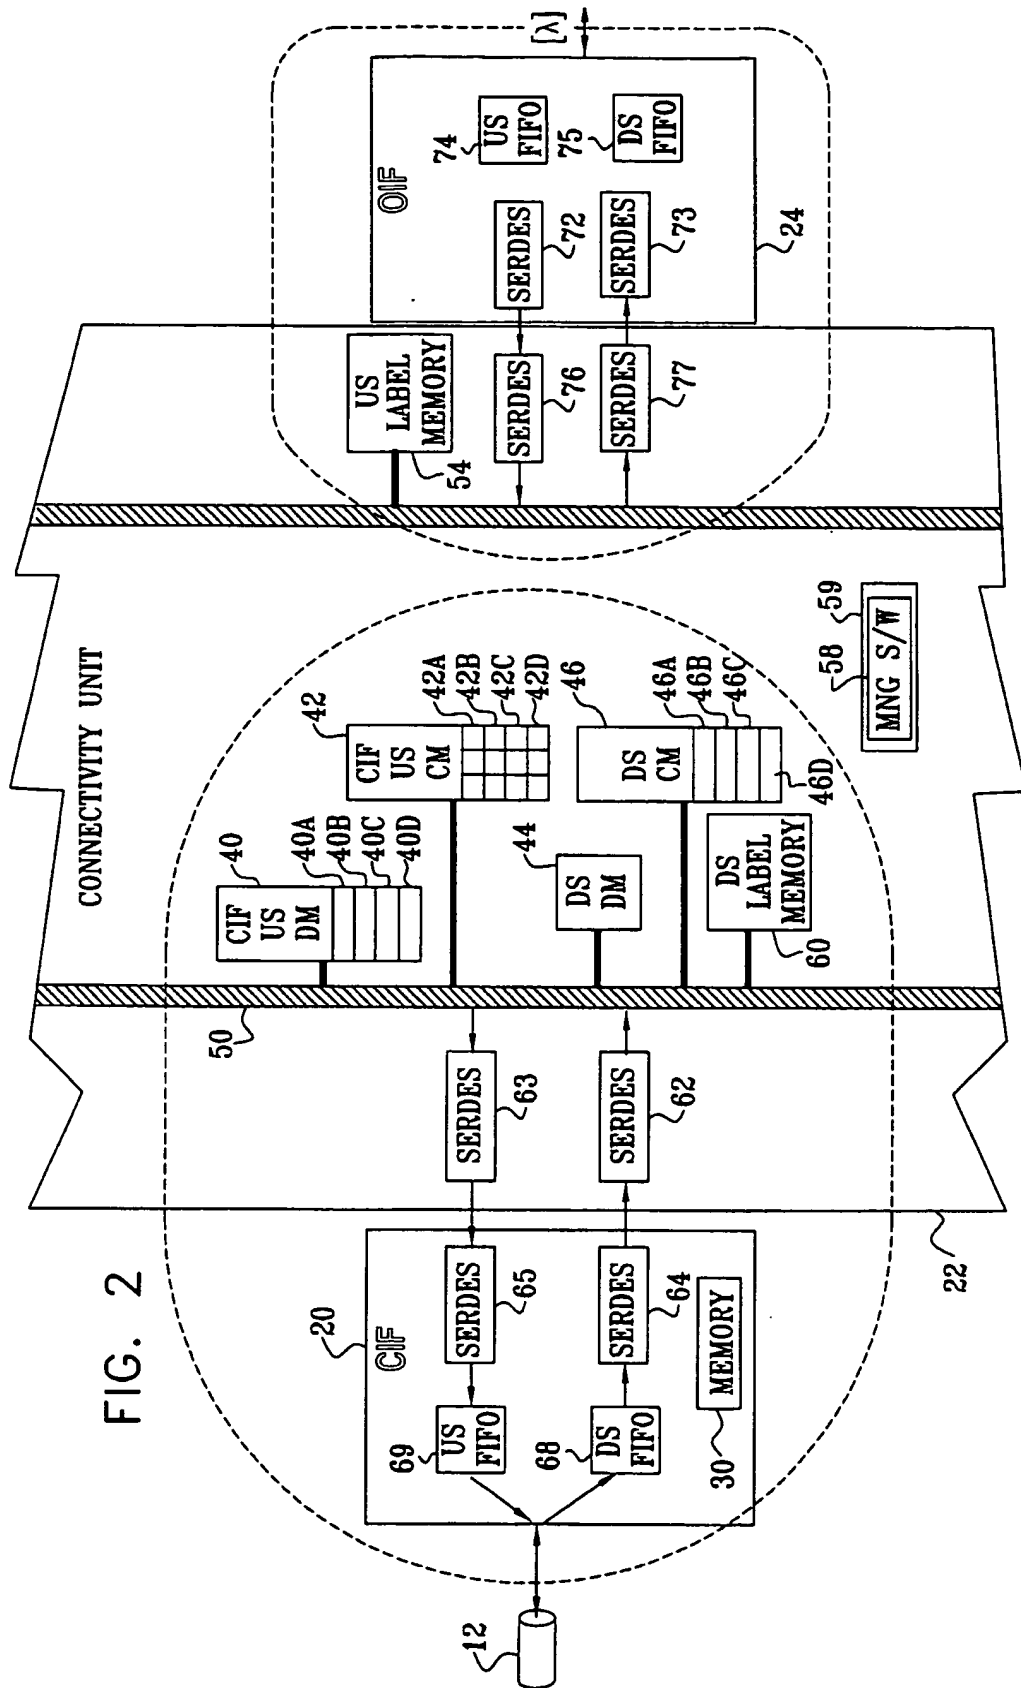 FIG. 2
CONNECTIVITY UNIT
12
20
CIF
69
US
FIFO
SERDES
65
68
DS
FIFO
SERDES
64
30
MEMORY
22
SERDES
63
SERDES
62
50
40
CIF
US
DM
40A
40B
40C
40D
42
CIF
US
CM
42A
42B
42C
42D
44
DS
DM
46
DS
CM
46A
46B
46C
46D
DS
LABEL
MEMORY
60
58
59
MNG S/W
US
LABEL
MEMORY
54
SERDES
76
SERDES
77
OIF
SERDES
72
SERDES
73
74
US
FIFO
75
DS
FIFO
24
[λ]